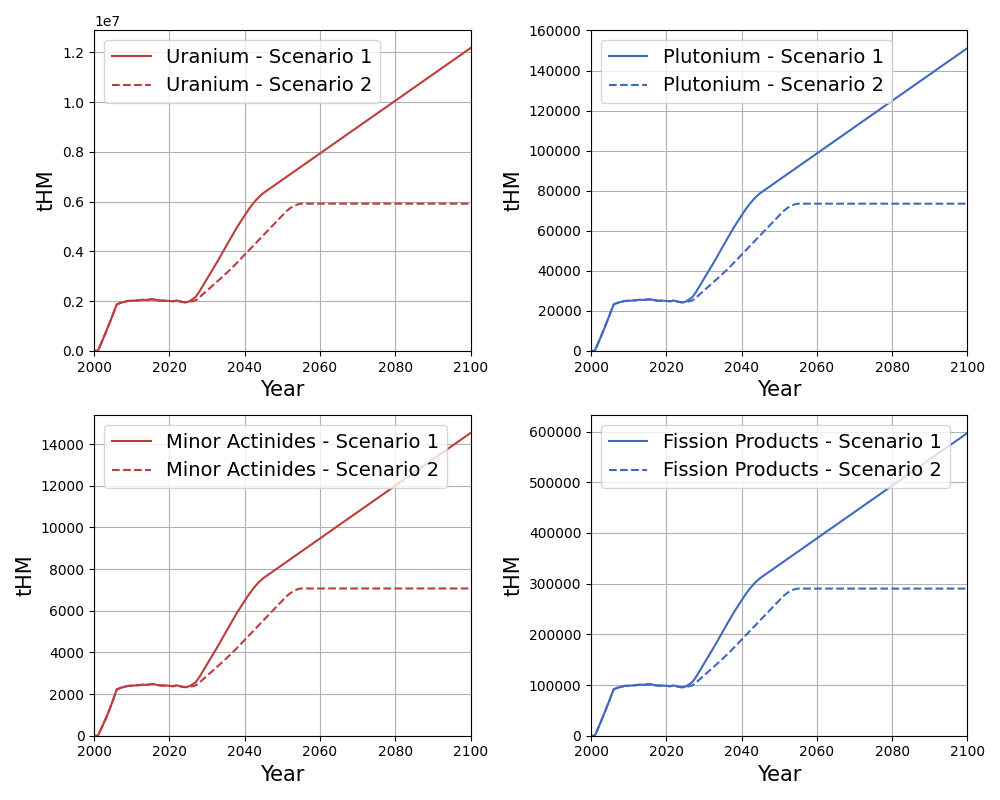 1e7
1.2
1.0
0.8
0.6
0.4
0.2
0.0
tHM
Uranium - Scenario 1
Uranium - Scenario 2
2000 2020 2040 2060 2080 2100
Year
160000
140000
120000
100000
80000
60000
40000
20000
0
tHM
Plutonium - Scenario 1
Plutonium - Scenario 2
2000 2020 2040 2060 2080 2100
Year
14000
12000
10000
8000
6000
4000
2000
0
tHM
Minor Actinides - Scenario 1
Minor Actinides - Scenario 2
2000 2020 2040 2060 2080 2100
Year
600000
500000
400000
300000
200000
100000
0
tHM
Fission Products - Scenario 1
Fission Products - Scenario 2
2000 2020 2040 2060 2080 2100
Year